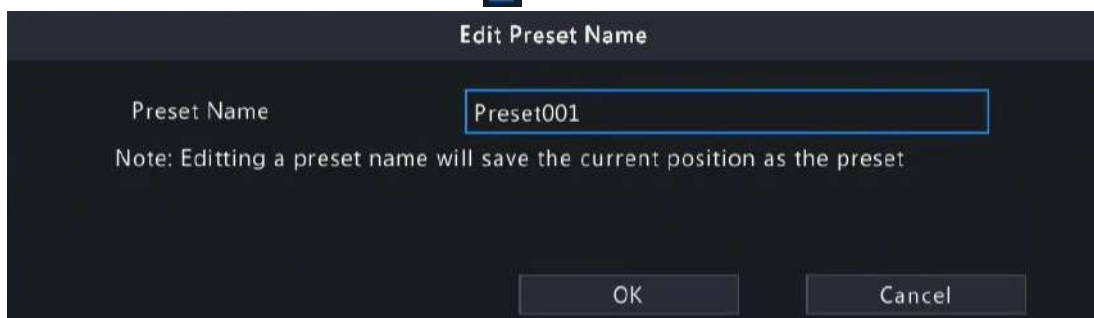 Edit Preset Name
Preset Name Preset001
Note: Editting a preset name will save the current position as the preset
OK Cancel